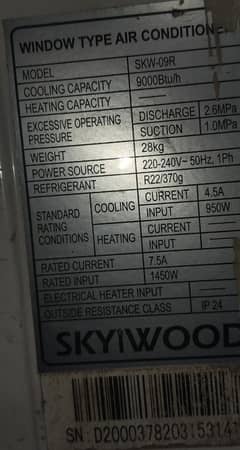 WINDOW TYPE AIR CONDITIONER
MODEL SKW-09R
COOLING CAPACITY 9000Btu/h
HEATING CAPACITY ——
EXCESSIVE OPERATING PRESSURE DISCHARGE 2.6MPa
SUCTION 1.0MPa
WEIGHT 28kg
POWER SOURCE 220-240V~ 50Hz, 1Ph
REFRIGERANT R22/370g
STANDARD RATING CONDITIONS COOLING CURRENT 4.5A
INPUT 950W
HEATING CURRENT ——
INPUT ——
RATED CURRENT 7.5A
RATED INPUT 1450W
ELECTRICAL HEATER INPUT ——
OUTSIDE RESISTANCE CLASS IP 24
SKYIWOOD
SN: D200037820315314